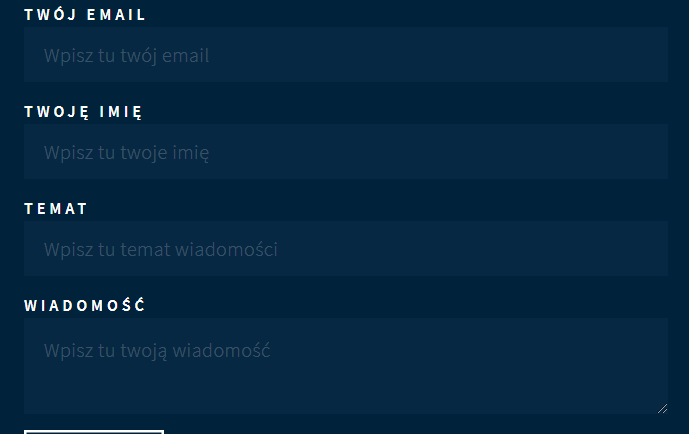 TWÓJ EMAIL
Wpisz tu twój email
TWOJĘ IMIĘ
Wpisz tu twoje imię
TEMAT
Wpisz tu temat wiadomości
WIADOMOŚĆ
Wpisz tu twoją wiadomość